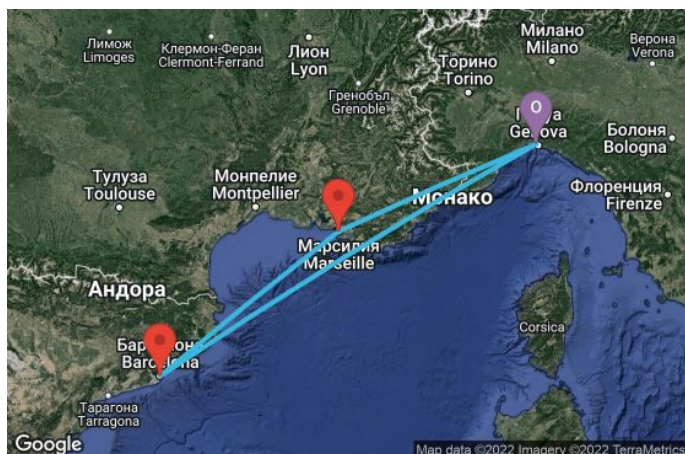 Лимож
Limoges
Клермон-Феран
Clermont-Ferrand
Лион
Lyon
Милано
Milano
Верона
Verona
Торино
Torino
Гренобъл
Grenoble
O
Genova
Болоня
Bologna
Тулуза
Toulouse
Монпелие
Montpellier
Монако
Флоренция
Firenze
Марсилия
Marseille
Андора
Corsica
Barcelona
Тарагона
Tarragona
Google
Map data ©2022 Imagery ©2022 TerraMetrics